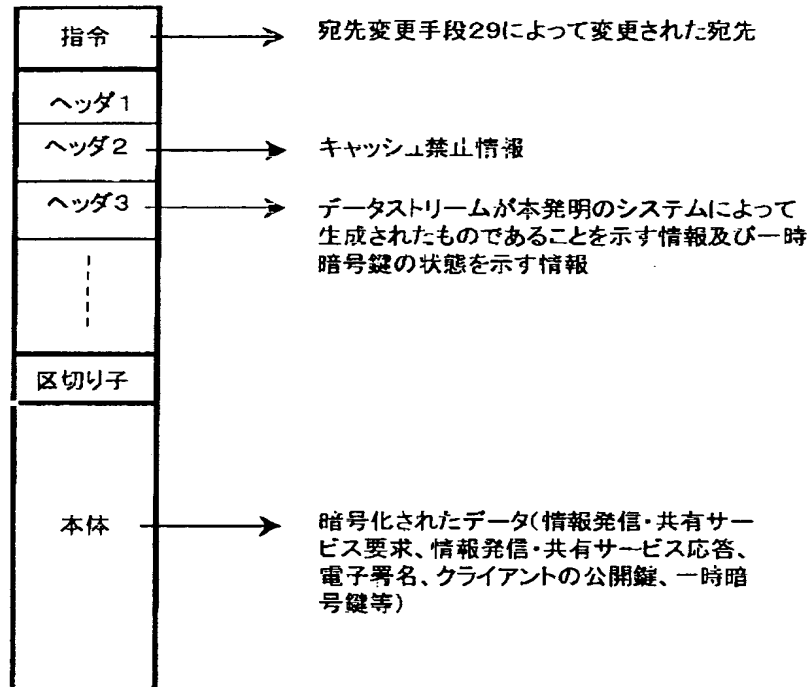 指令
宛先変更手段29によって変更された宛先
ヘッダ1
ヘッダ2
キャッシュ禁止情報
ヘッダ3
データストリームが本発明のシステムによって
生成されたものであることを示す情報及び一時
暗号鍵の状態を示す情報
区切り子
本体
暗号化されたデータ(情報発信・共有サー
ビス要求、情報発信・共有サービス応答、
電子署名、クライアントの公開鍵、一時暗
号鍵等)